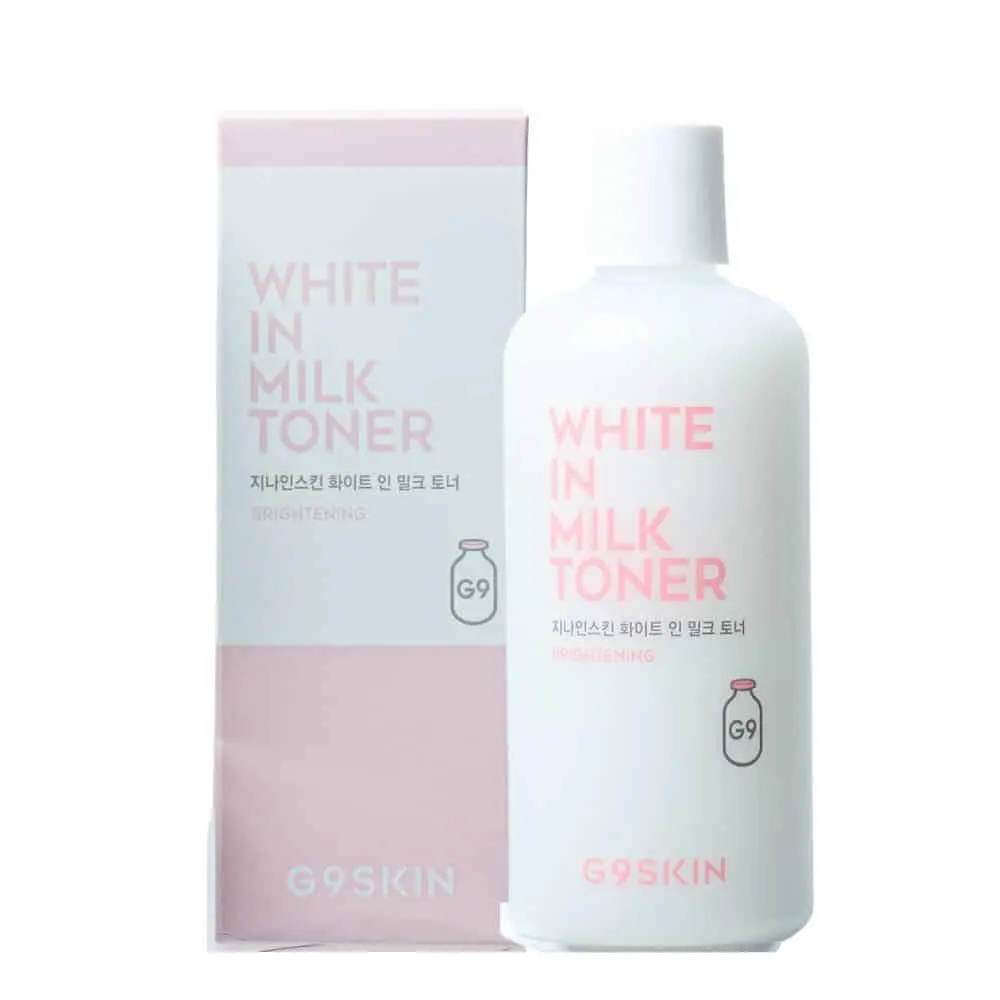 WHITE
IN
MILK
TONER
지나인스킨 화이트 인 밀크 토너
BRIGHTENING
G9
G9SKIN
WHITE
IN
MILK
TONER
지나인스킨 화이트 인 밀크 토너
BRIGHTENING
G9
G9SKIN